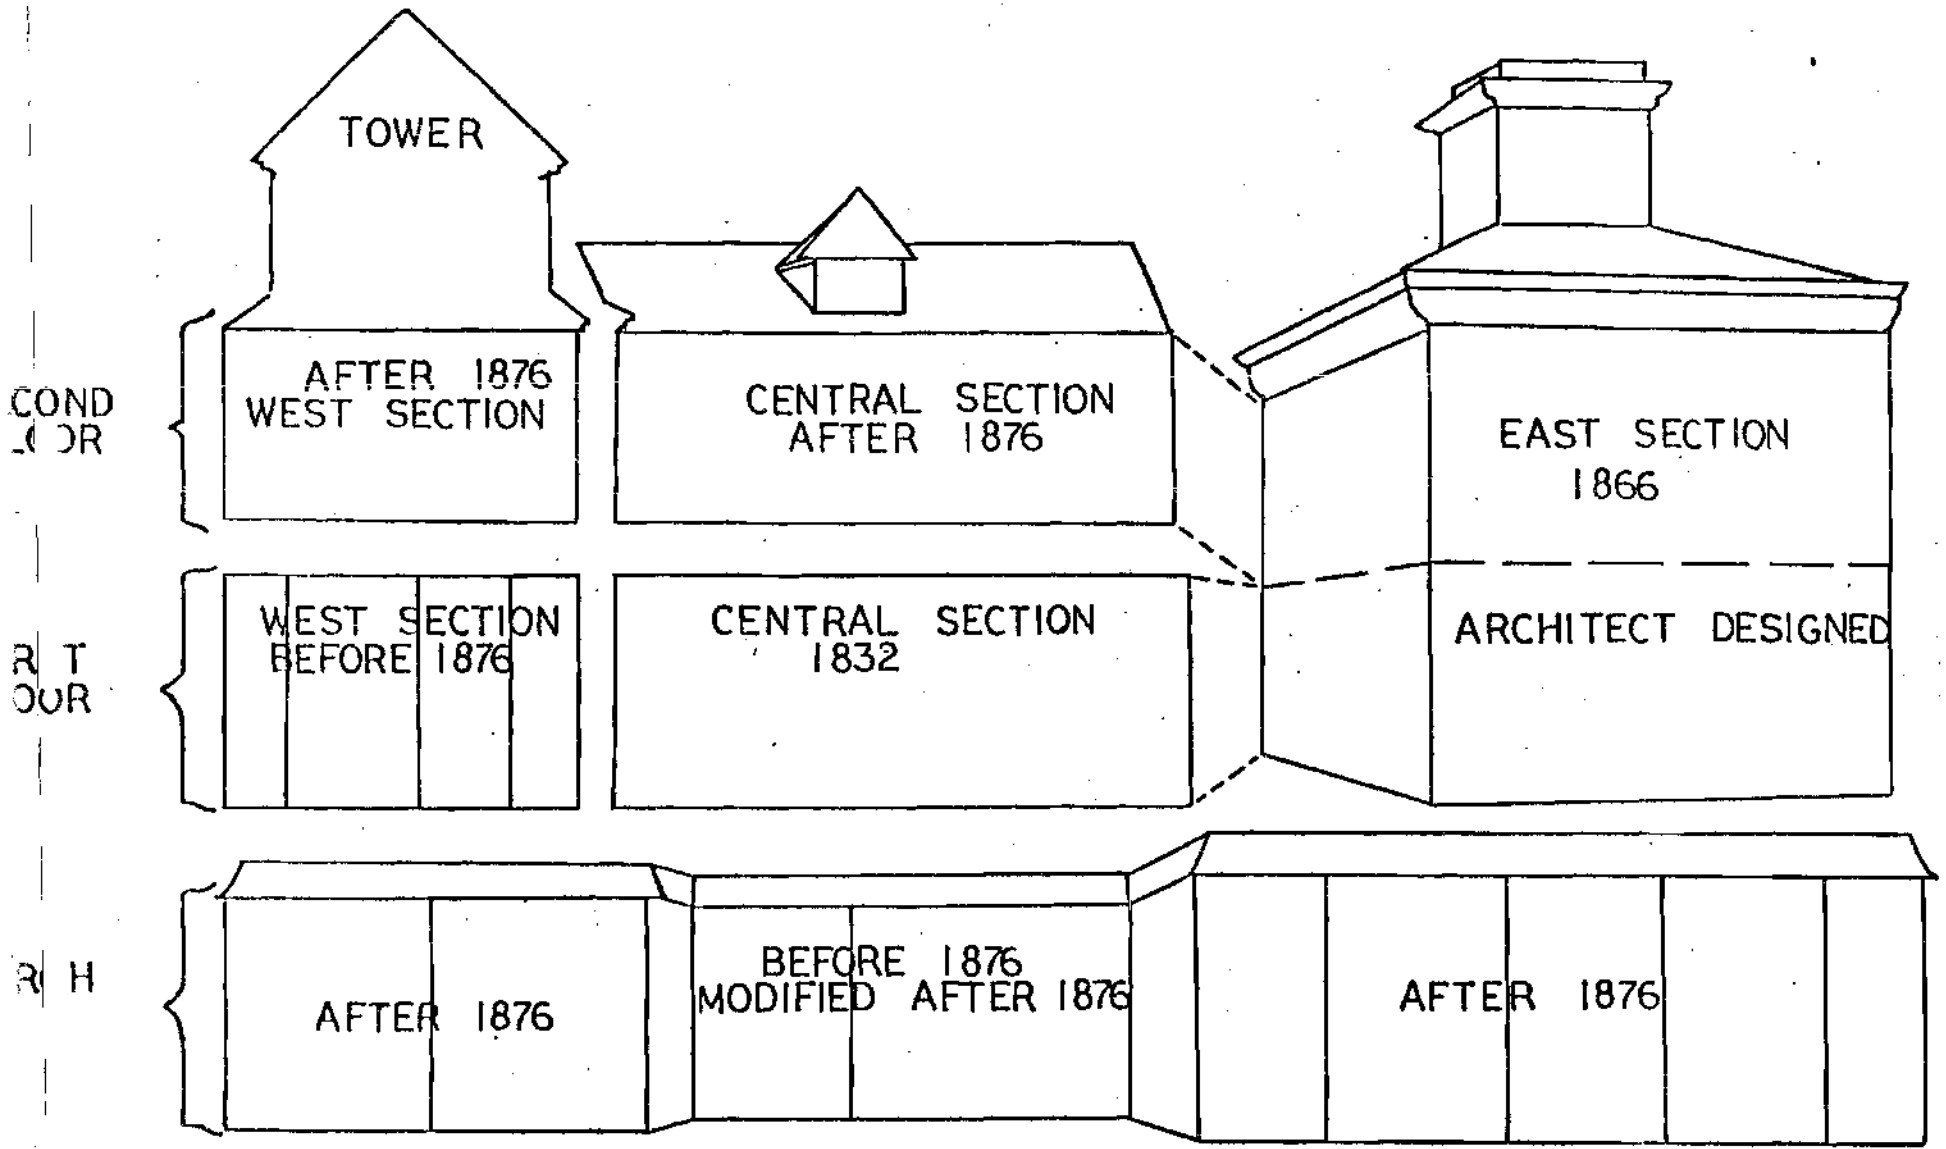 TOWER
AFTER 1876
WEST SECTION
CENTRAL SECTION
AFTER 1876
EAST SECTION
1866
COND
WEST SECTION
BEFORE 1876
CENTRAL SECTION
1832
ARCHITECT DESIGNED
AFTER 1876
BEFORE 1876
MODIFIED AFTER 1876
AFTER 1876